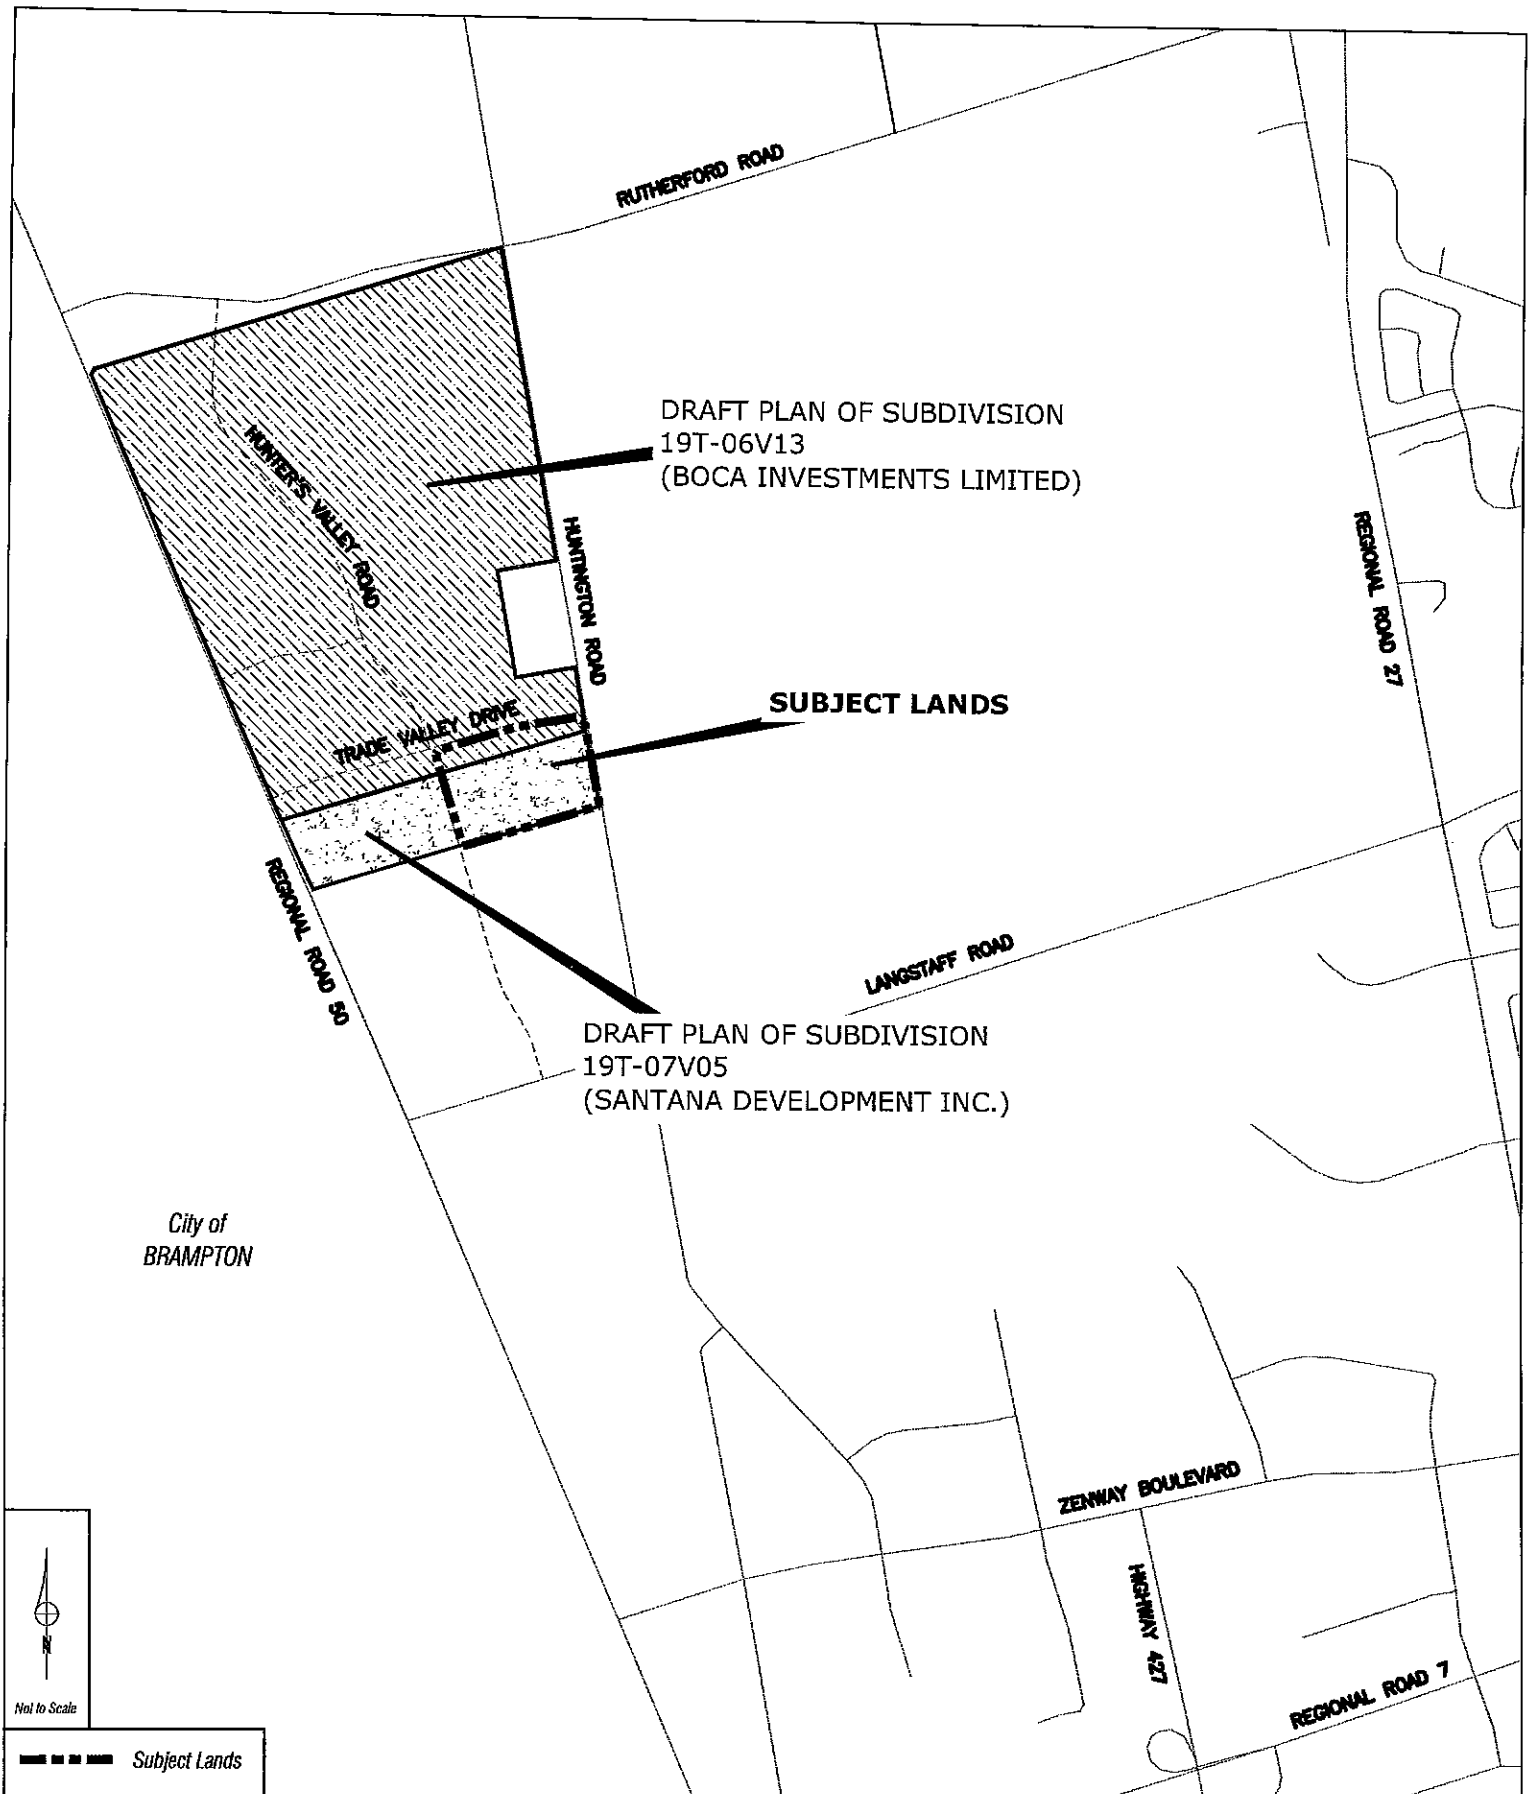 RUTHERFORD ROAD
DRAFT PLAN OF SUBDIVISION
19T-06V13
(BOCA INVESTMENTS LIMITED)
HUNTER'S VALLEY ROAD
HUNTINGTON ROAD
REGIONAL ROAD 27
SUBJECT LANDS
TRADE VALLEY DRIVE
REGIONAL ROAD 50
LANGSTAFF ROAD
DRAFT PLAN OF SUBDIVISION
19T-07V05
(SANTANA DEVELOPMENT INC.)
City of
BRAMPTON
ZENWAY BOULEVARD
HIGHWAY 427
REGIONAL ROAD 7
N
Not to Scale
Subject Lands